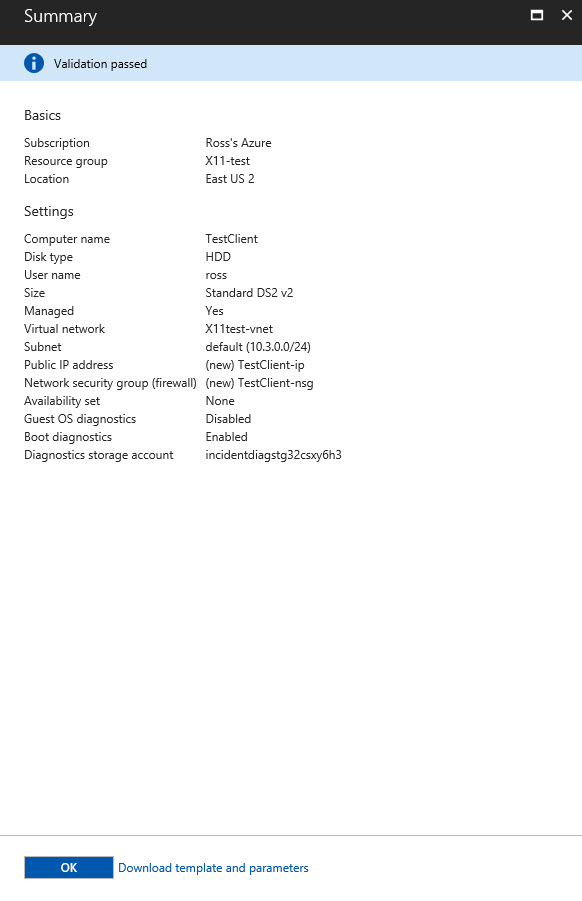 Summary
Validation passed
Basics
Subscription Ross's Azure
Resource group X11-test
Location East US 2
Settings
Computer name TestClient
Disk type HDD
User name ross
Size Standard DS2 v2
Managed Yes
Virtual network X11test-vnet
Subnet default (10.3.0.0/24)
Public IP address (new) TestClient-ip
Network security group (firewall) (new) TestClient-nsg
Availability set None
Guest OS diagnostics Disabled
Boot diagnostics Enabled
Diagnostics storage account incidentdiagstg32csxy6h3
OK Download template and parameters